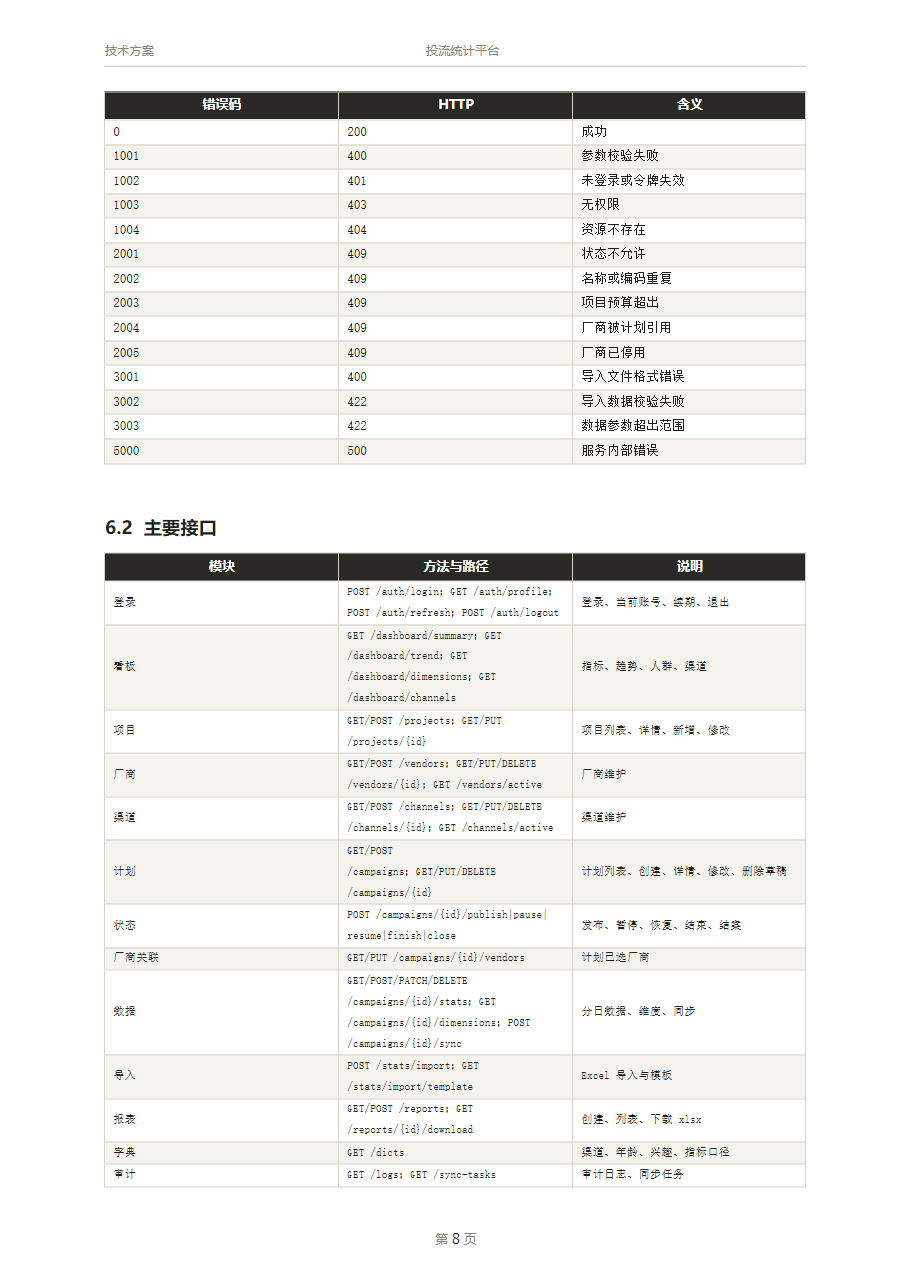 技术方案 投流统计平台
错误码 HTTP 含义
0 200 成功
1001 400 参数校验失败
1002 401 未登录或令牌失效
1003 403 无权限
1004 404 资源不存在
2001 409 状态不允许
2002 409 名称或编码重复
2003 409 项目预算超出
2004 409 厂商被计划引用
2005 409 厂商已停用
3001 400 导入文件格式错误
3002 422 导入数据校验失败
3003 422 数据参数超出范围
5000 500 服务内部错误
6.2 主要接口
模块 方法与路径 说明
登录
POST /auth/login; GET /auth/profile;
POST /auth/refresh; POST /auth/logout
登录、当前账号、续期、退出
看板
GET /dashboard/summary; GET
/dashboard/trend; GET
/dashboard/dimensions; GET
/dashboard/channels
指标、趋势、人群、渠道
项目
GET/POST /projects; GET/PUT
/projects/{id}
项目列表、详情、新增、修改
厂商
GET/POST /vendors; GET/PUT/DELETE
/vendors/{id}; GET /vendors/active
厂商维护
渠道
GET/POST /channels; GET/PUT/DELETE
/channels/{id}; GET /channels/active
渠道维护
计划
GET/POST
/campaigns; GET/PUT/DELETE
/campaigns/{id}
计划列表、创建、详情、修改、删除草稿
状态
POST /campaigns/{id}/publish|pause|
resume|finish|close
发布、暂停、恢复、结束、结案
厂商关联 GET/PUT /campaigns/{id}/vendors 计划已选厂商
数据
GET/POST/PATCH/DELETE
/campaigns/{id}/stats; GET
/campaigns/{id}/dimensions; POST
/campaigns/{id}/sync
分日数据、维度、同步
导入
POST /stats/import; GET
/stats/import/template
Excel 导入与模板
报表
GET/POST /reports; GET
/reports/{id}/download
创建、列表、下载 xlsx
字典 GET /dicts 渠道、年龄、兴趣、指标口径
审计 GET /logs; GET /sync-tasks 审计日志、同步任务
第 8 页